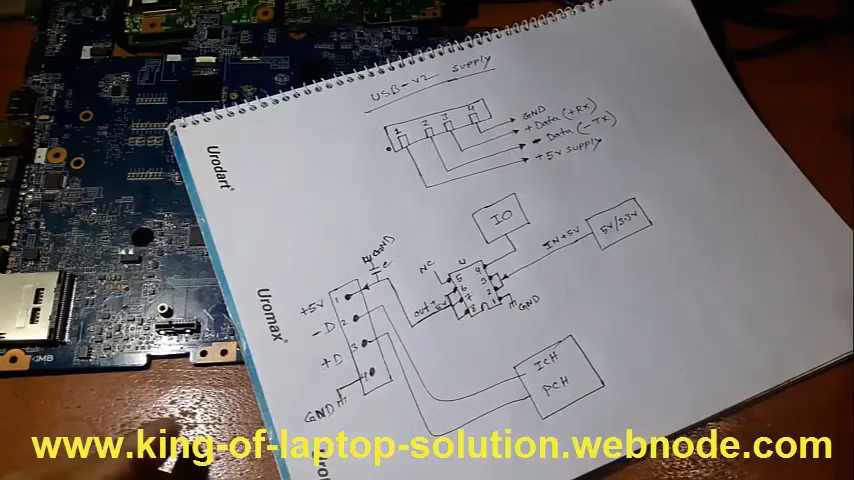 USB-V2 Supply
1 2 3 4
GND
+Data (+Rx)
- Data (-Tx)
+5v supply
Urodart
IO
5v/3.3v
IN+5V
GND
c
NC
U
5 4
6 3
7 2
8 1
out
5v
GND
+5v 1
-D 2
+D 3
GND 4
ICH
PCH
Uromax
Uro
www.king-of-laptop-solution.webnode.com